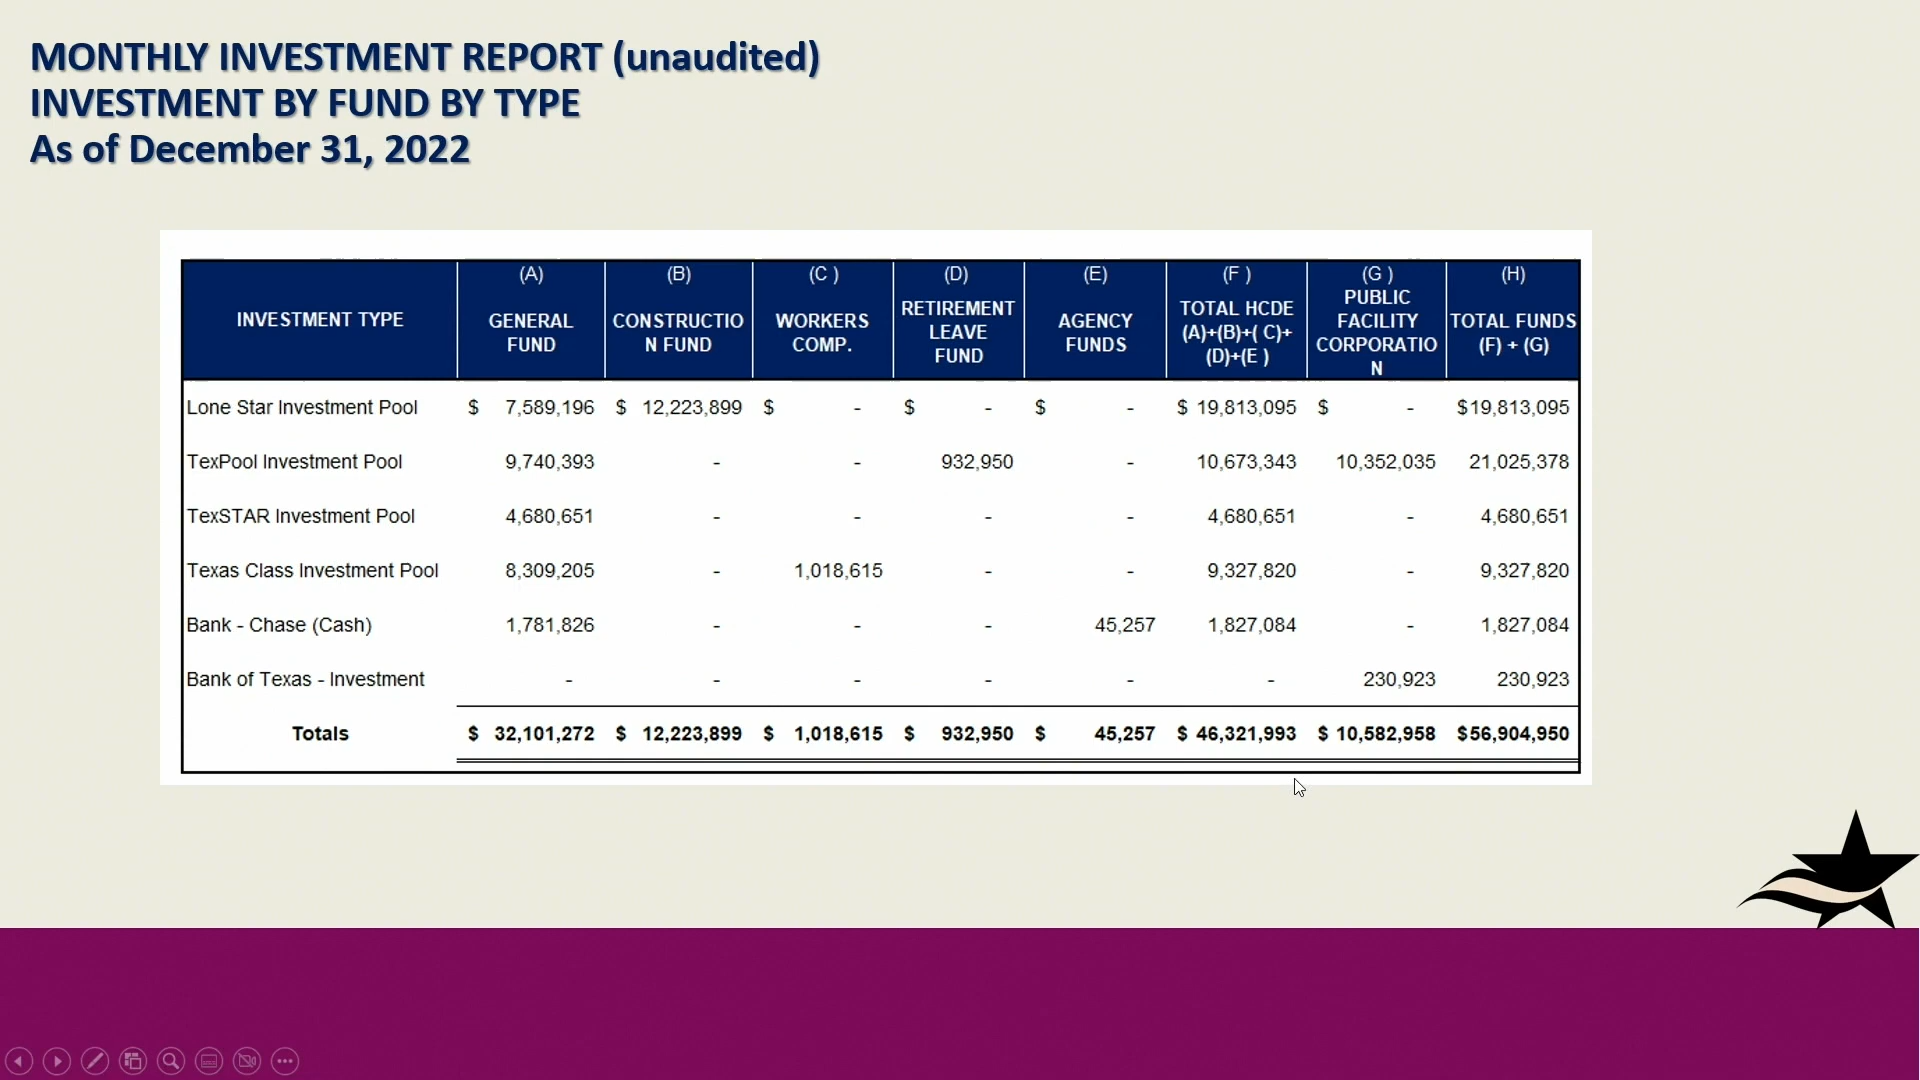 MONTHLY INVESTMENT REPORT (unaudited)
INVESTMENT BY FUND BY TYPE
As of December 31, 2022
INVESTMENT TYPE (A) GENERAL FUND (B) CONSTRUCTIO N FUND (C ) WORKERS COMP. (D) RETIREMENT LEAVE FUND (E) AGENCY FUNDS (F ) TOTAL HCDE (A)+(B)+( C)+ (D)+(E ) (G ) PUBLIC FACILITY CORPORATIO N (H) TOTAL FUNDS (F) + (G)
Lone Star Investment Pool $ 7,589,196 $ 12,223,899 $ - $ - $ - $ 19,813,095 $ - $19,813,095
TexPool Investment Pool 9,740,393 - - 932,950 - 10,673,343 10,352,035 21,025,378
TexSTAR Investment Pool 4,680,651 - - - - 4,680,651 - 4,680,651
Texas Class Investment Pool 8,309,205 - 1,018,615 - - 9,327,820 - 9,327,820
Bank - Chase (Cash) 1,781,826 - - - 45,257 1,827,084 - 1,827,084
Bank of Texas - Investment - - - - - - 230,923 230,923
Totals $ 32,101,272 $ 12,223,899 $ 1,018,615 $ 932,950 $ 45,257 $ 46,321,993 $ 10,582,958 $56,904,950